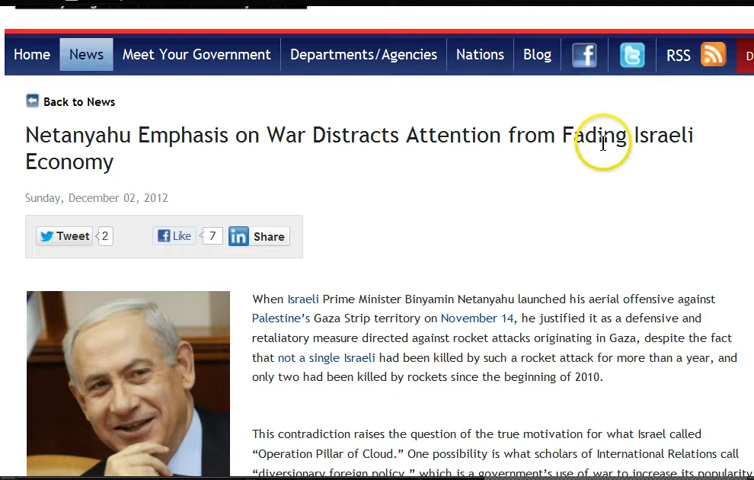 Home News Meet Your Government Departments/Agencies Nations Blog f t RSS D
Back to News
Netanyahu Emphasis on War Distracts Attention from Fading Israeli
Economy
Sunday, December 02, 2012
Tweet 2 f Like 7 in Share
When Israeli Prime Minister Binyamin Netanyahu launched his aerial offensive against
Palestine's Gaza Strip territory on November 14, he justified it as a defensive and
retaliatory measure directed against rocket attacks originating in Gaza, despite the fact
that not a single Israeli had been killed by such a rocket attack for more than a year, and
only two had been killed by rockets since the beginning of 2010.
This contradiction raises the question of the true motivation for what Israel called
"Operation Pillar of Cloud." One possibility is what scholars of International Relations call
"diversionary foreign policy," which is a government's use of war to increase its popularity